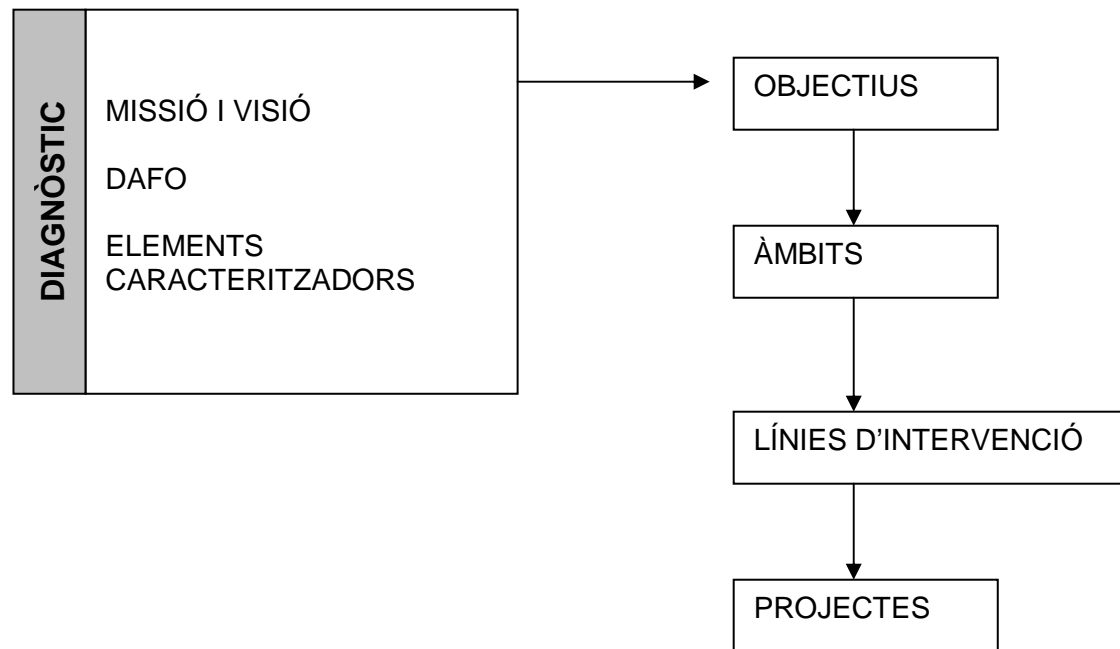 DIAGNÒSTIC
MISSIÓ I VISIÓ
DAFO
ELEMENTS
CARACTERITZADORS
OBJECTIUS
ÀMBITS
LÍNIES D’INTERVENCIÓ
PROJECTES